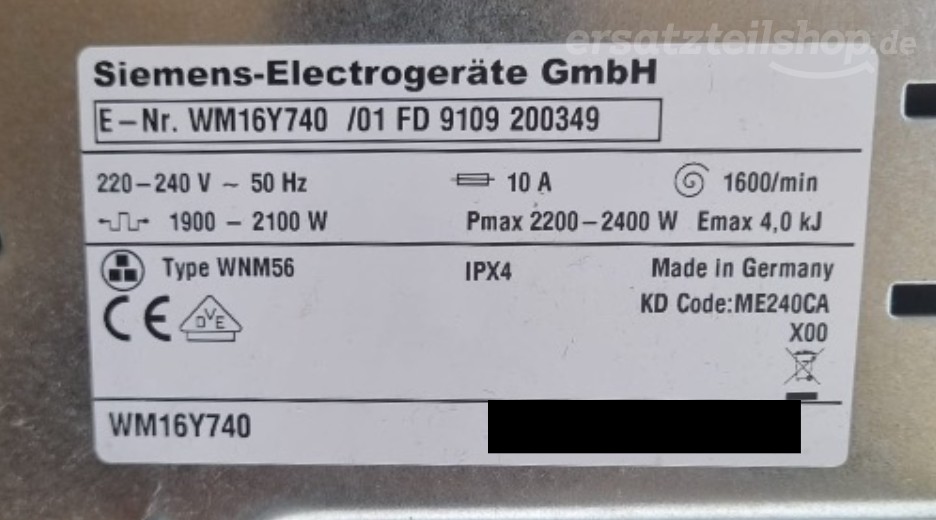 ersatzteilshop.de
Siemens-Electrogeräte GmbH
E-Nr. WM16Y740 /01 FD 9109 200349
220-240 V ~ 50 Hz 10 A 1600/min
1900 - 2100 W Pmax 2200-2400 W Emax 4,0 kJ
Type WNM56 IPX4 Made in Germany
KD Code:ME240CA
CE DVE X00
WM16Y740